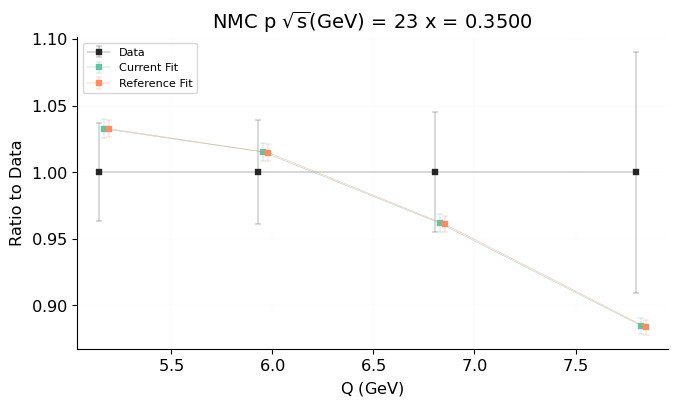 NMC p √s(GeV) = 23 x = 0.3500
1.10
1.05
1.00
0.95
0.90
Ratio to Data
Data
Current Fit
Reference Fit
5.5 6.0 6.5 7.0 7.5
Q (GeV)